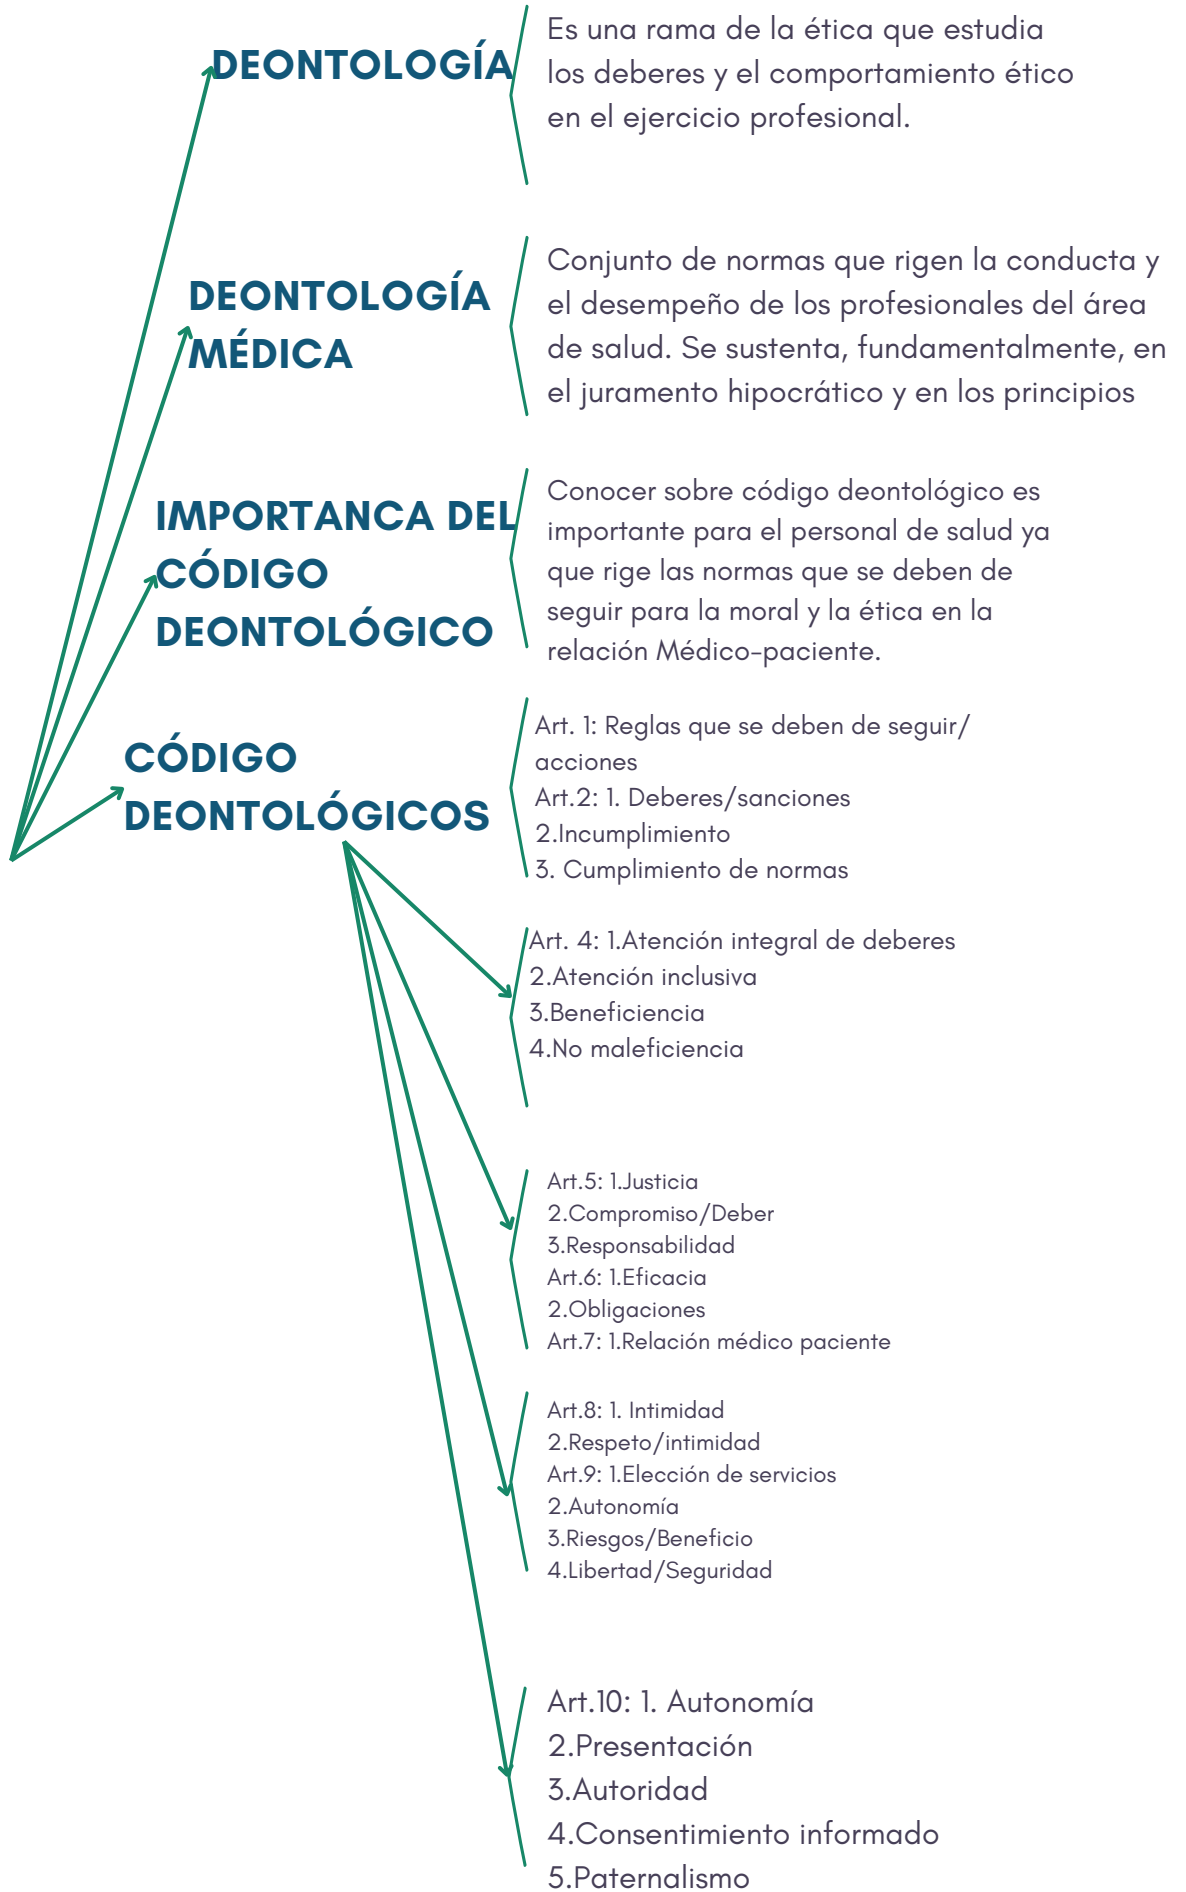 DEONTOLOGÍA
Es una rama de la ética que estudia
los deberes y el comportamiento ético
en el ejercicio profesional.
DEONTOLOGÍA
MÉDICA
Conjunto de normas que rigen la conducta y
el desempeño de los profesionales del área
de salud. Se sustenta, fundamentalmente, en
el juramento hipocrático y en los principios
IMPORTANCA DEL
CÓDIGO
DEONTOLÓGICO
Conocer sobre código deontológico es
importante para el personal de salud ya
que rige las normas que se deben de
seguir para la moral y la ética en la
relación Médico-paciente.
CÓDIGO
DEONTOLÓGICOS
Art. 1: Reglas que se deben de seguir/
acciones
Art.2: 1. Deberes/sanciones
2.Incumplimiento
3. Cumplimiento de normas
Art. 4: 1.Atención integral de deberes
2.Atención inclusiva
3.Beneficiencia
4.No maleficiencia
Art.5: 1.Justicia
2.Compromiso/Deber
3.Responsabilidad
Art.6: 1.Eficacia
2.Obligaciones
Art.7: 1.Relación médico paciente
Art.8: 1. Intimidad
2.Respeto/intimidad
Art.9: 1.Elección de servicios
2.Autonomía
3.Riesgos/Beneficio
4.Libertad/Seguridad
Art.10: 1. Autonomía
2.Presentación
3.Autoridad
4.Consentimiento informado
5.Paternalismo